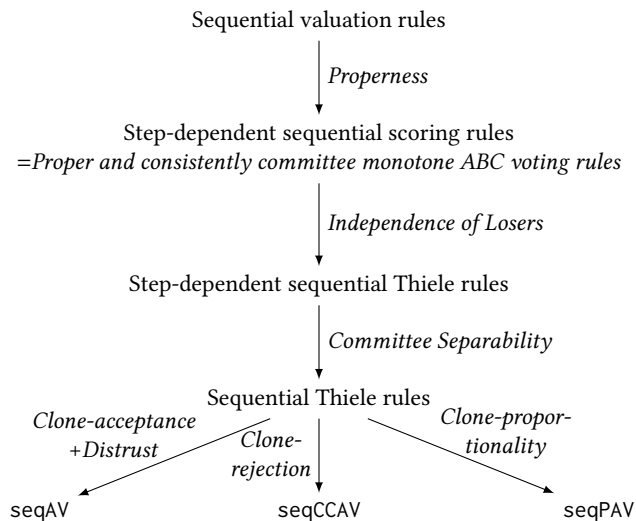 Sequential valuation rules
Properness
Step-dependent sequential scoring rules
=Proper and consistently committee monotone ABC voting rules
Independence of Losers
Step-dependent sequential Thiele rules
Committee Separability
Sequential Thiele rules
Clone-acceptance
+Distrust
Clone-
rejection
Clone-propor-
tionality
seqAV
seqCCAV
seqPAV